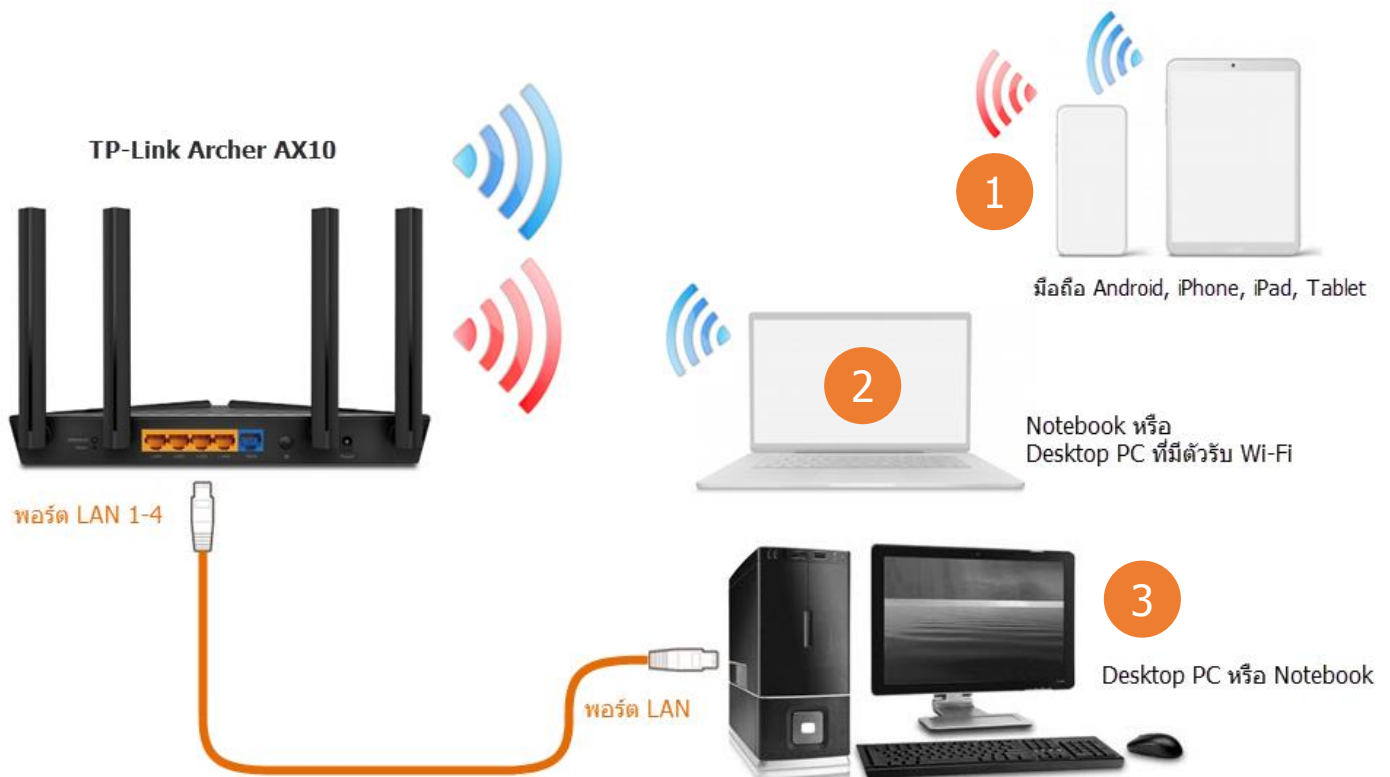 TP-Link Archer AX10
1
มือถือ Android, iPhone, iPad, Tablet
2
Notebook หรือ
Desktop PC ที่มีตัวรับ Wi-Fi
พอร์ต LAN 1-4
3
Desktop PC หรือ Notebook
พอร์ต LAN